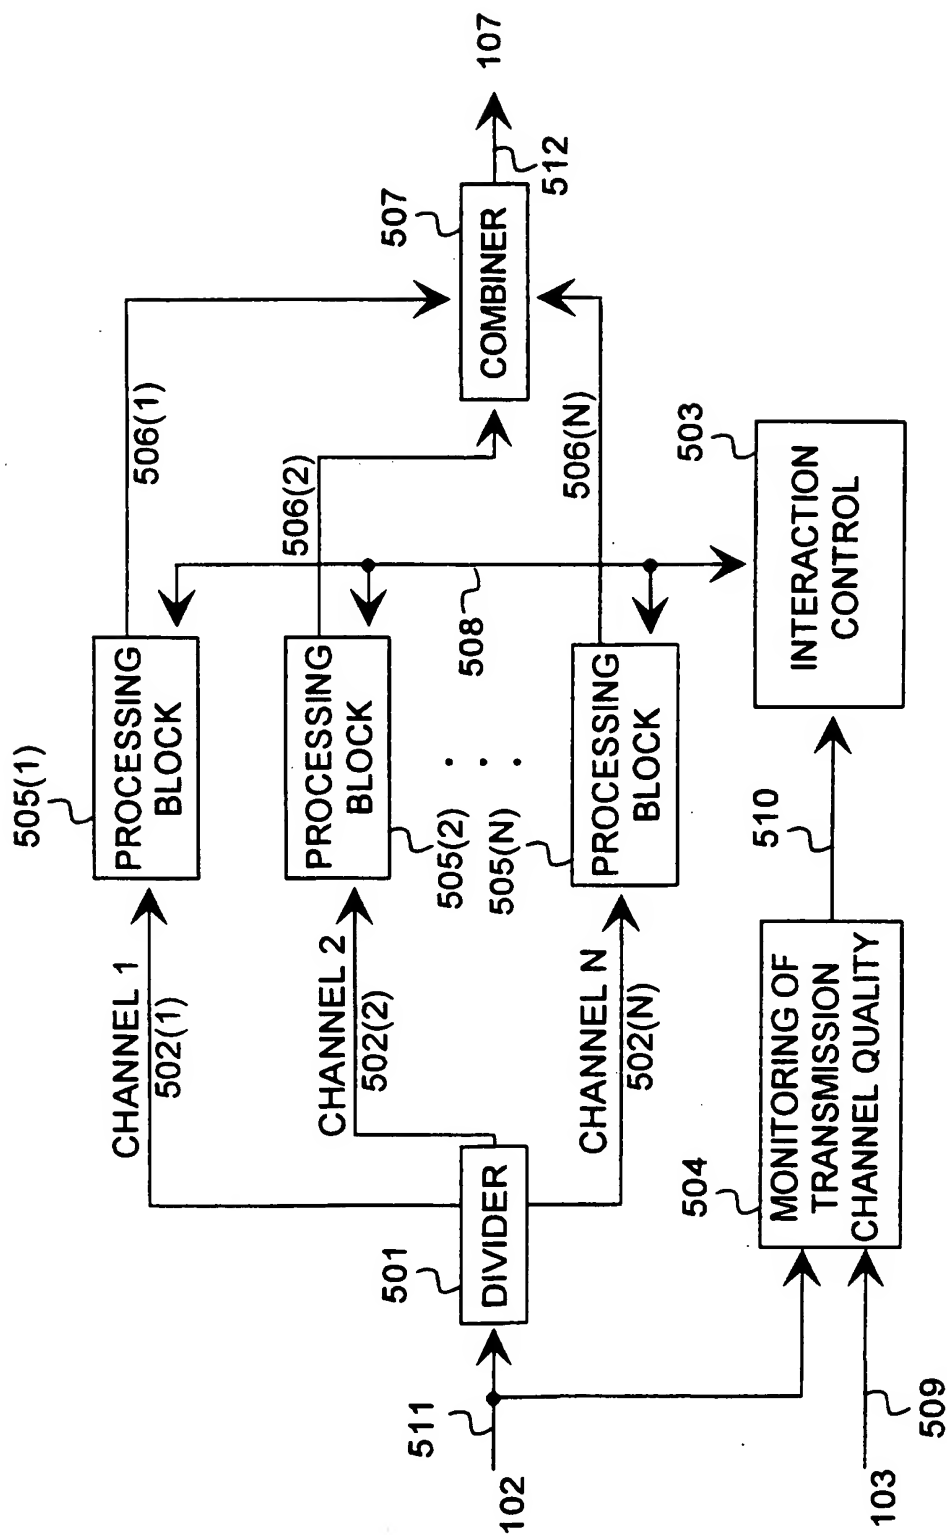 505(1)
PROCESSING
BLOCK
CHANNEL 1
502(1)
506(1)
PROCESSING
BLOCK
505(2)
CHANNEL 2
502(2)
506(2)
507
501
DIVIDER
COMBINER
107
512
511
102
508
505(N)
PROCESSING
BLOCK
CHANNEL N
502(N)
506(N)
504
MONITORING OF
TRANSMISSION
CHANNEL QUALITY
510
503
INTERACTION
CONTROL
103
509